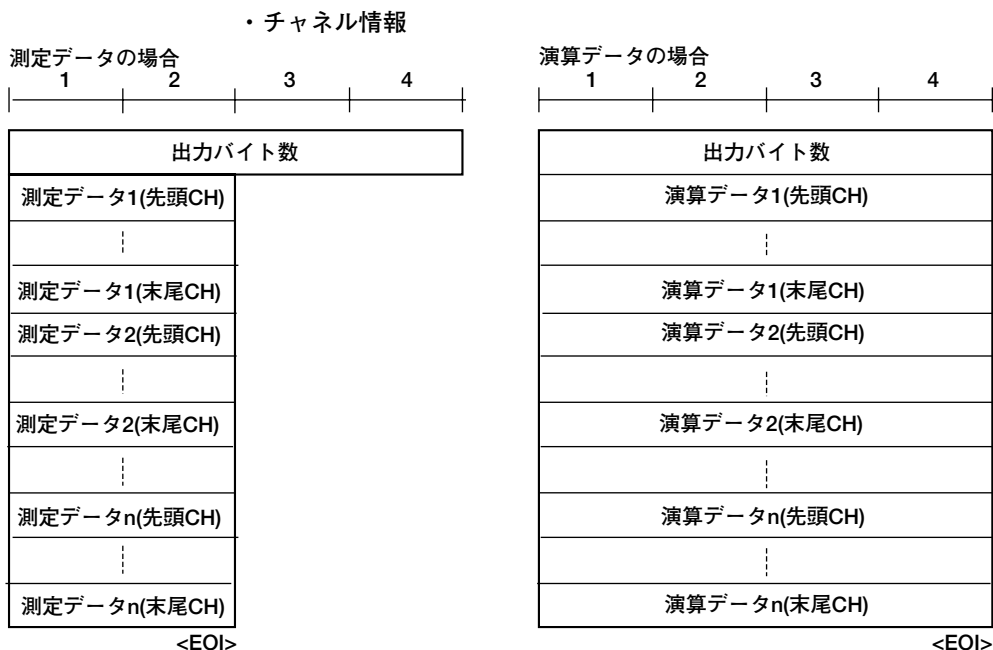 ・チャネル情報
測定データの場合
1 2 3 4
出力バイト数
測定データ1(先頭CH)
測定データ1(末尾CH)
測定データ2(先頭CH)
測定データ2(末尾CH)
測定データn(先頭CH)
測定データn(末尾CH)
<EOI>
演算データの場合
1 2 3 4
出力バイト数
演算データ1(先頭CH)
演算データ1(末尾CH)
演算データ2(先頭CH)
演算データ2(末尾CH)
演算データn(先頭CH)
演算データn(末尾CH)
<EOI>